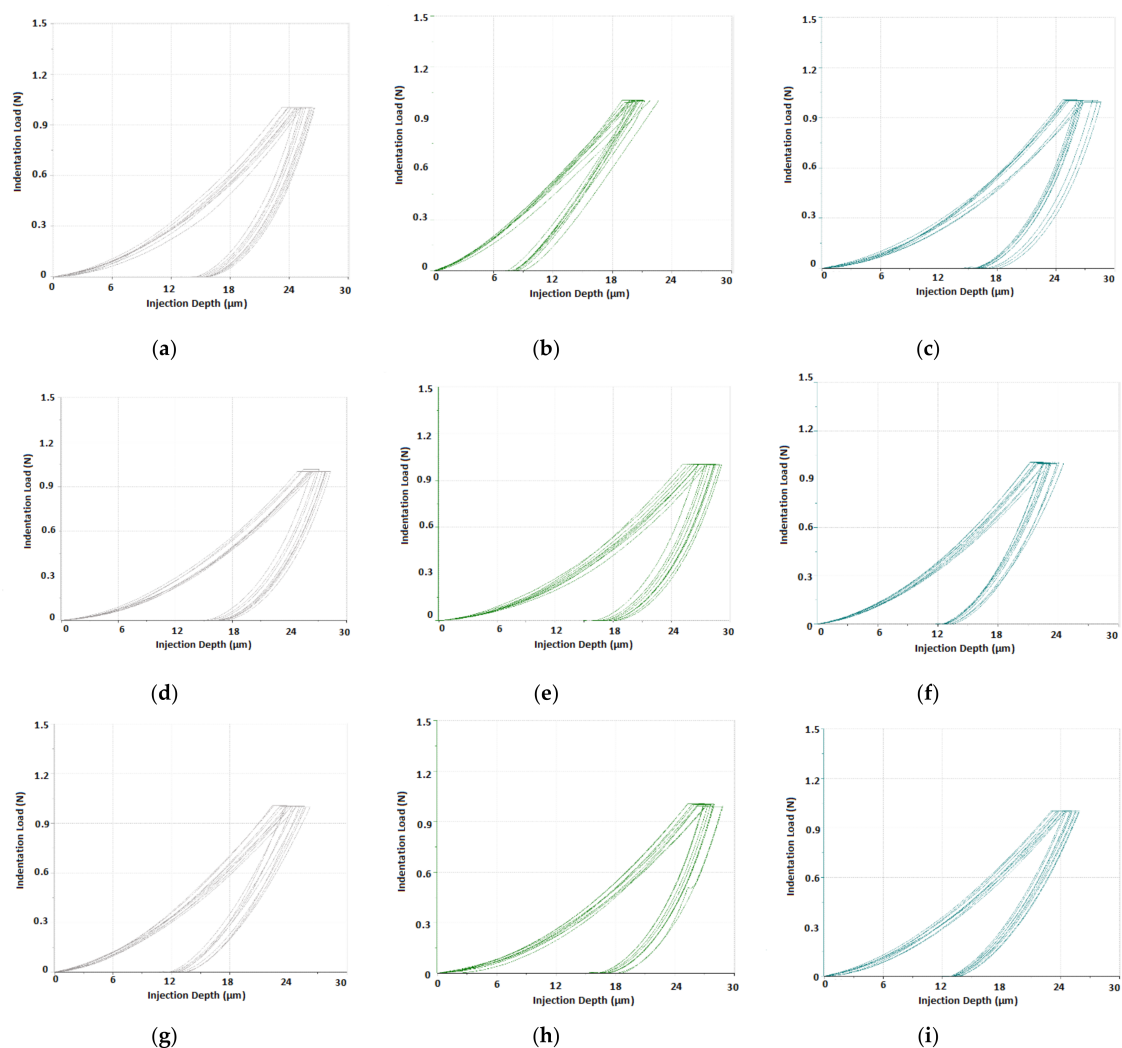 1.5
1.2
0.9
0.6
0.3
0
Indentation Load (N)
0 6 12 18 24 30
Injection Depth (μm)
(a)
1.5
1.2
0.9
0.6
0.3
0
Indentation Load (N)
0 6 12 18 24 30
Injection Depth (μm)
(b)
1.5
1.2
0.9
0.6
0.3
0
Indentation Load (N)
0 6 12 18 24 30
Injection Depth (μm)
(c)
1.5
1.2
0.9
0.6
0.3
0
Indentation Load (N)
0 6 12 18 24 30
Injection Depth (μm)
(d)
1.5
1.2
0.9
0.6
0.3
0
Indentation Load (N)
0 6 12 18 24 30
Injection Depth (μm)
(e)
1.5
1.2
0.9
0.6
0.3
0
Indentation Load (N)
0 6 12 18 24 30
Injection Depth (μm)
(f)
1.5
1.2
0.9
0.6
0.3
0
Indentation Load (N)
0 6 12 18 24 30
Injection Depth (μm)
(g)
1.5
1.2
0.9
0.6
0.3
0
Indentation Load (N)
0 6 12 18 24 30
Injection Depth (μm)
(h)
1.5
1.2
0.9
0.6
0.3
0
Indentation Load (N)
0 6 12 18 24 30
Injection Depth (μm)
(i)